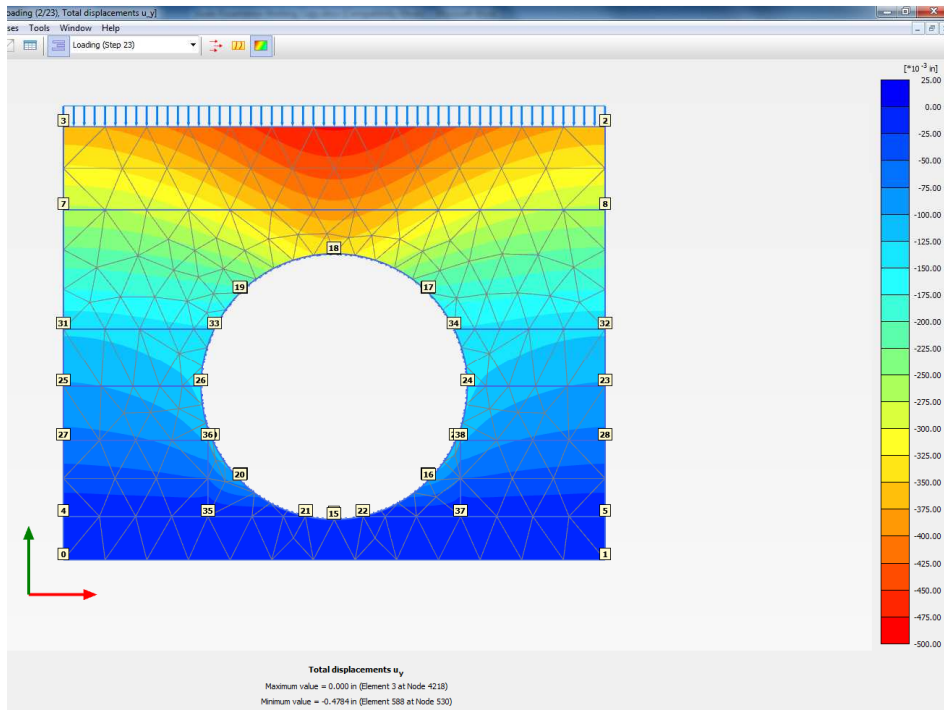 oading (2/23), Total displacements u_y]
ses Tools Window Help
Loading (Step 23)
[*10 -3 in]
25.00
0.00
-25.00
-50.00
-75.00
-100.00
-125.00
-150.00
-175.00
-200.00
-225.00
-250.00
-275.00
-300.00
-325.00
-350.00
-375.00
-400.00
-425.00
-450.00
-475.00
-500.00
3 2
7 8
18
19 17
31 33 34 32
25 26 24 23
27 36 38 28
20 16
4 35 21 15 22 37 5
0 1
Total displacements uy
Maximum value = 0.000 in (Element 3 at Node 4218)
Minimum value = -0.4784 in (Element 588 at Node 530)